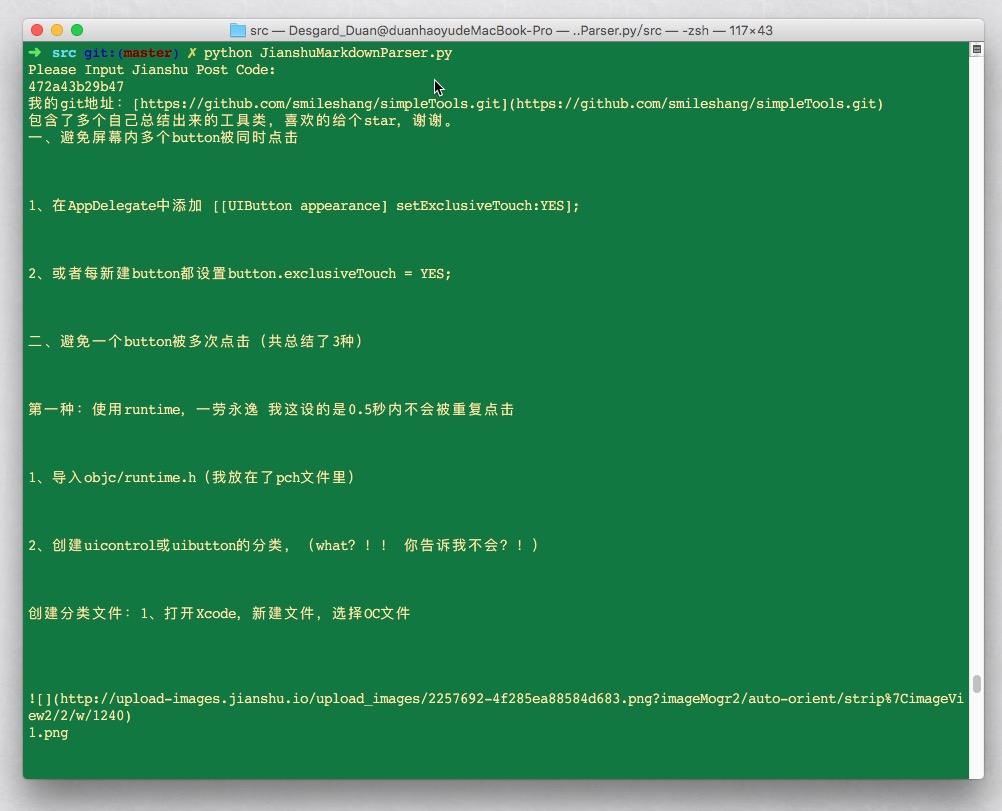 src — Desgard_Duan@duanhaoyudeMacBook-Pro — ..Parser.py/src — -zsh — 117×43
➜ src git:(master) ✗ python JianshuMarkdownParser.py
Please Input Jianshu Post Code:
472a43b29b47
我的git地址：[https://github.com/smileshang/simpleTools.git](https://github.com/smileshang/simpleTools.git)
包含了多个自己总结出来的工具类，喜欢的给个star，谢谢。
一、避免屏幕内多个button被同时点击
1、在AppDelegate中添加 [[UIButton appearance] setExclusiveTouch:YES];
2、或者每新建button都设置button.exclusiveTouch = YES;
二、避免一个button被多次点击（共总结了3种）
第一种：使用runtime，一劳永逸 我这设的是0.5秒内不会被重复点击
1、导入objc/runtime.h（我放在了pch文件里）
2、创建uicontrol或uibutton的分类，（what？！！ 你告诉我不会？！）
创建分类文件：1、打开Xcode，新建文件，选择OC文件
![](http://upload-images.jianshu.io/upload_images/2257692-4f285ea88584d683.png?imageMogr2/auto-orient/strip%7CimageVi
ew2/2/w/1240)
1.png